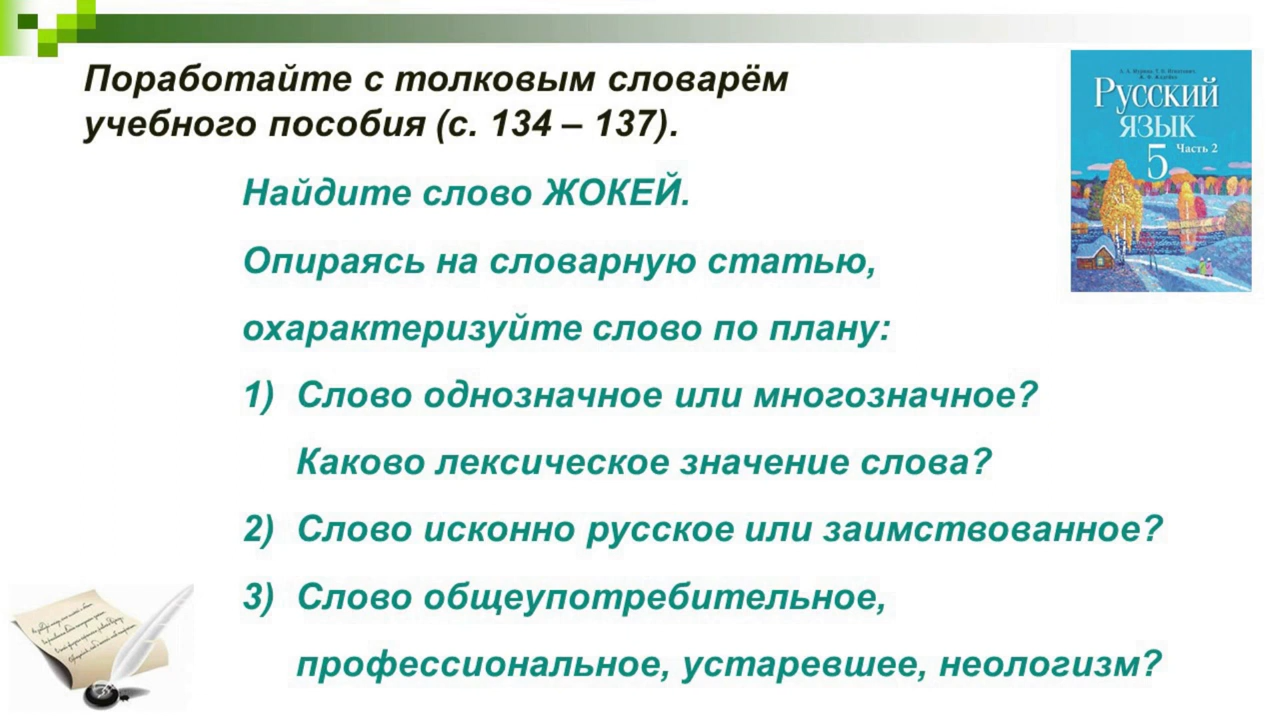 Поработайте с толковым словарём
учебного пособия (с. 134 – 137).
Найдите слово ЖОКЕЙ.
Опираясь на словарную статью,
охарактеризуйте слово по плану:
1) Слово однозначное или многозначное?
Каково лексическое значение слова?
2) Слово исконно русское или заимствованное?
3) Слово общеупотребительное,
профессиональное, устаревшее, неологизм?
Русский
язык
5 Часть 2